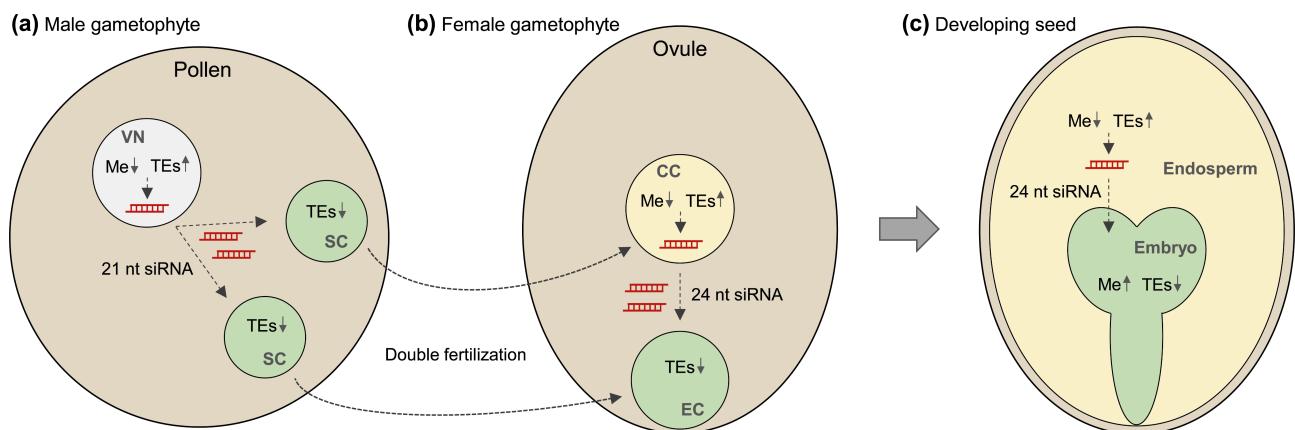 (a) Male gametophyte
Pollen
VN
Me↓ TEs↑
21 nt siRNA
TEs↓
SC
TEs↓
SC
Double fertilization
(b) Female gametophyte
Ovule
CC
Me↓ TEs↑
24 nt siRNA
TEs↓
EC
(c) Developing seed
Me↓ TEs↑
Endosperm
24 nt siRNA
Embryo
Me↑ TEs↓